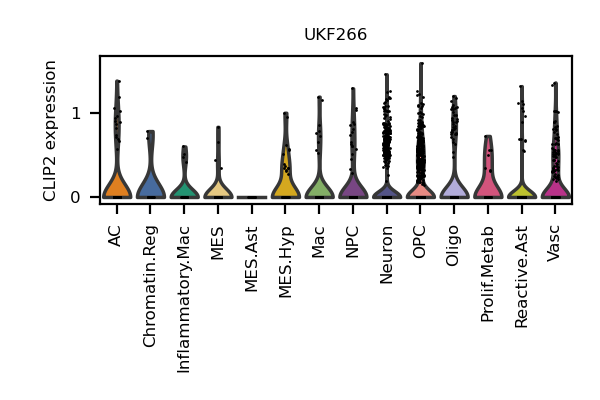 UKF266
CLIP2 expression
1
0
AC
Chromatin.Reg
Inflammatory.Mac
MES
MES.Ast
MES.Hyp
Mac
NPC
Neuron
OPC
Oligo
Prolif.Metab
Reactive.Ast
Vasc